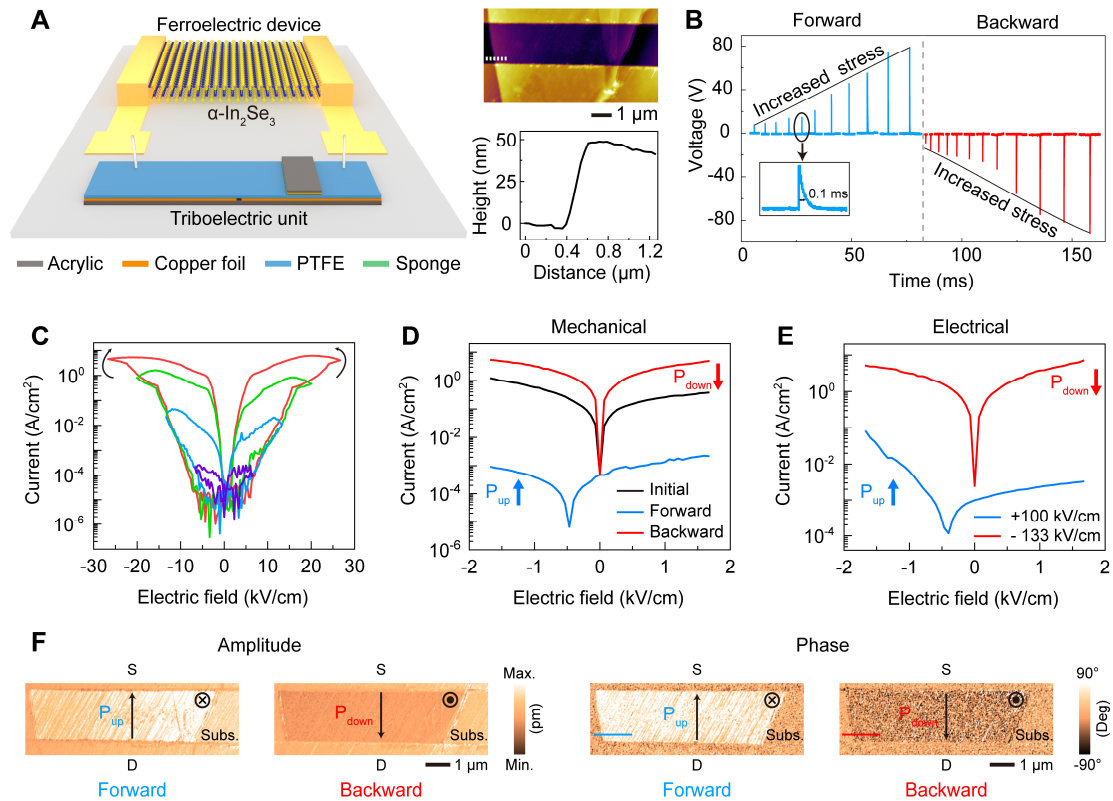 A
Ferroelectric device
α-In2Se3
Triboelectric unit
Acrylic
Copper foil
PTFE
Sponge
1 µm
Height (nm)
50
25
0
0.0
0.4
0.8
1.2
Distance (µm)
B
Forward
Backward
Voltage (V)
80
40
0
-40
-80
Increased stress
0.1 ms
Increased stress
0
50
100
150
Time (ms)
C
Current (A/cm2)
10^0
10^-2
10^-4
10^-6
-30
-20
-10
0
10
20
30
Electric field (kV/cm)
D
Mechanical
Current (A/cm2)
10^0
10^-2
10^-4
10^-6
Pdown
Pup
Initial
Forward
Backward
-2
-1
0
1
2
Electric field (kV/cm)
E
Electrical
Current (A/cm2)
10^0
10^-2
10^-4
Pdown
Pup
+100 kV/cm
- 133 kV/cm
-2
-1
0
1
2
Electric field (kV/cm)
F
Amplitude
S
Pup
Subs.
D
Forward
S
Pdown
Subs.
D
1 µm
Backward
Max.
(pm)
Min.
Phase
S
Pup
Subs.
D
Forward
S
Pdown
Subs.
D
1 µm
Backward
90°
(Deg)
-90°